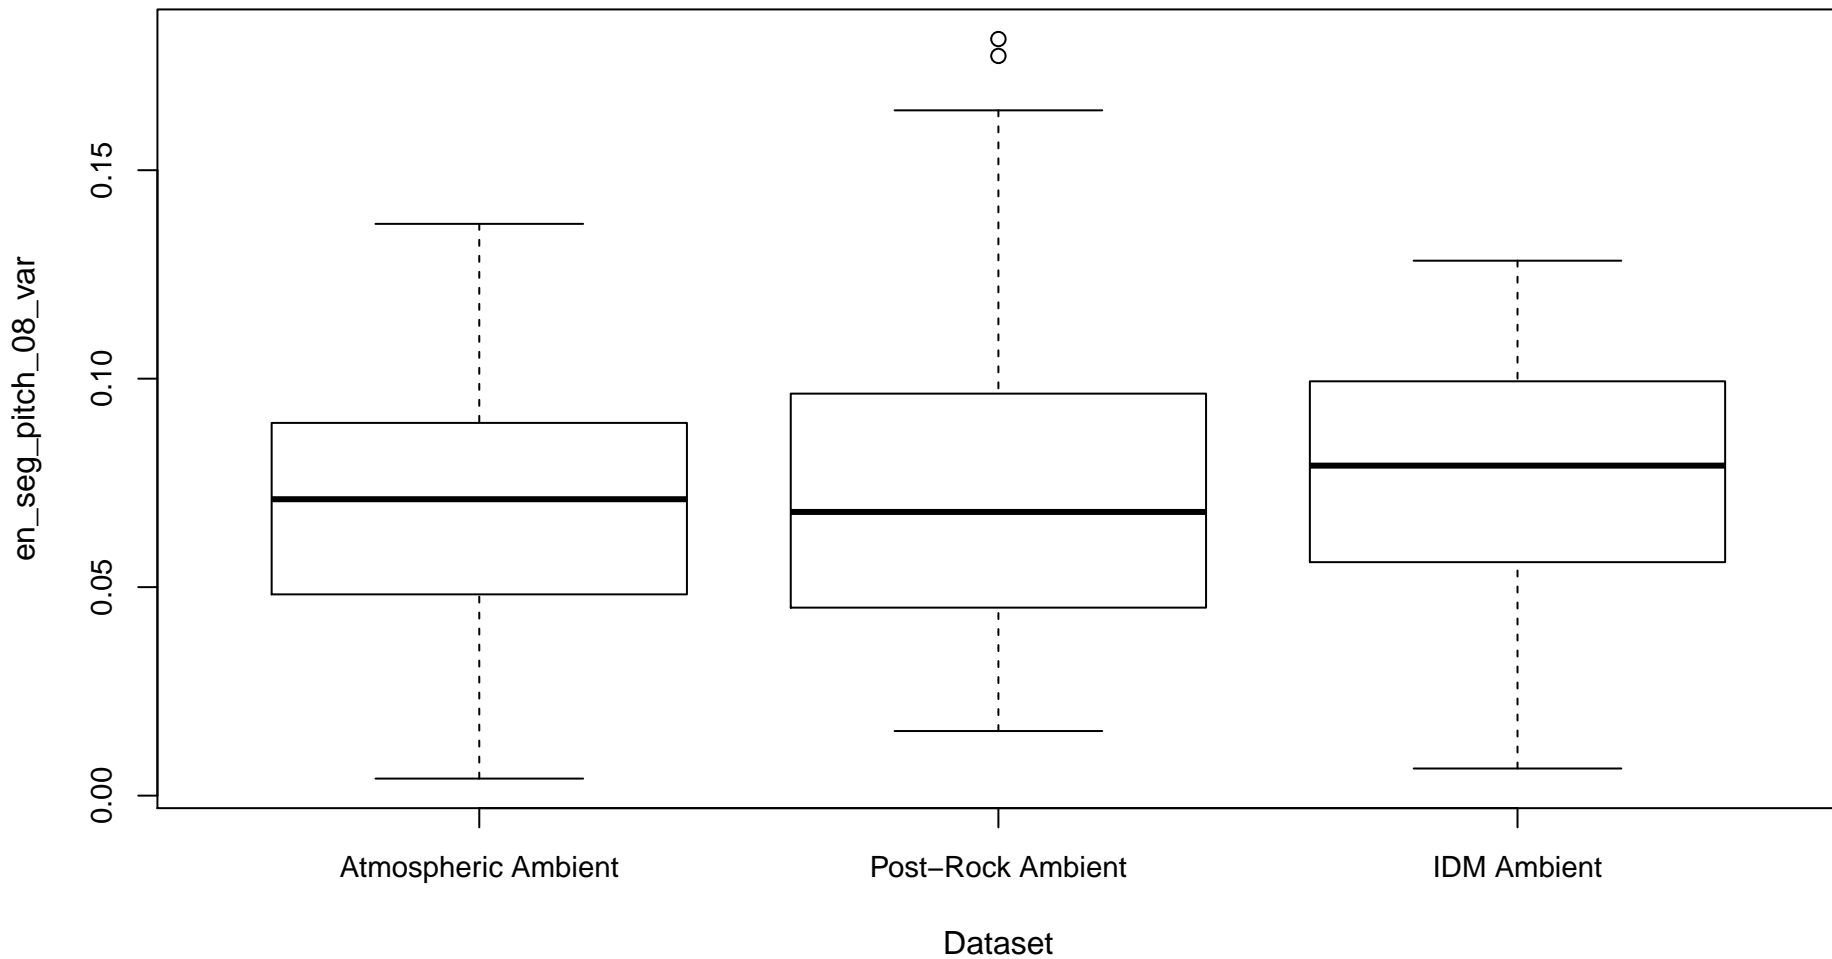 0.15
0.10
0.05
0.00
en_seg_pitch_08_var
Atmospheric Ambient
Post−Rock Ambient
IDM Ambient
Dataset